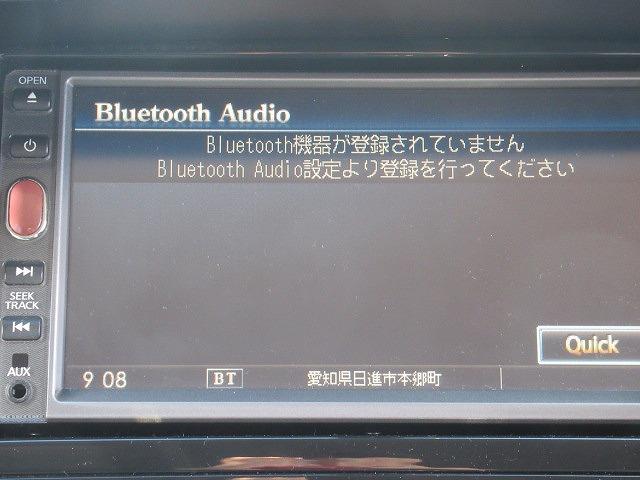 OPEN
Bluetooth Audio
Bluetooth機器が登録されていません
Bluetooth Audio設定より登録を行ってください
SEEK
TRACK
Quick
AUX
9 08
BT
愛知県日進市本郷町